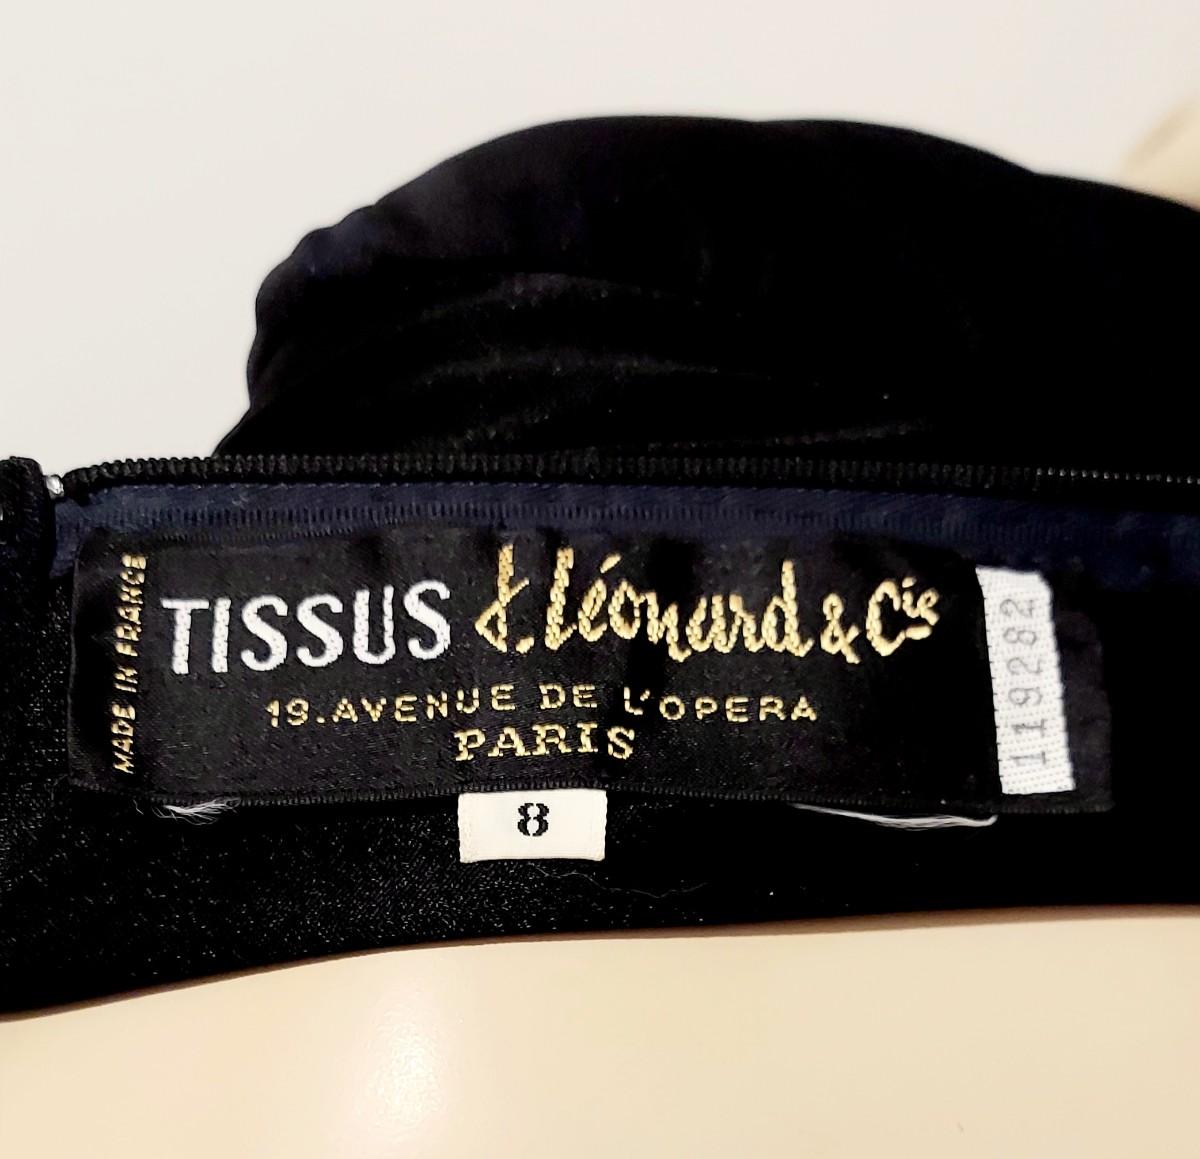 MADE IN FRANCE
TISSUS J. Léonard & Cie
19. AVENUE DE L'OPERA
PARIS
119282
8